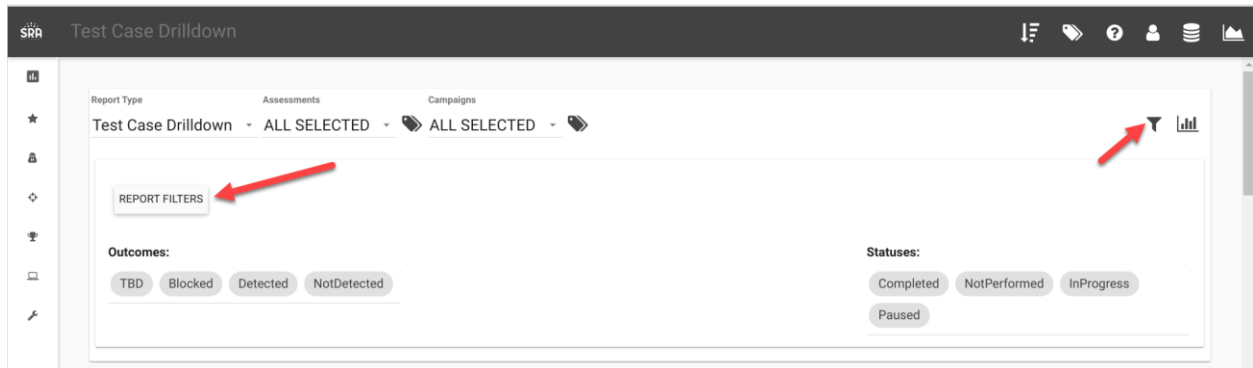 SRA Test Case Drilldown
Report Type Assessments Campaigns
Test Case Drilldown ALL SELECTED ALL SELECTED
REPORT FILTERS
Outcomes: Statuses:
TBD Blocked Detected NotDetected Completed NotPerformed InProgress
Paused